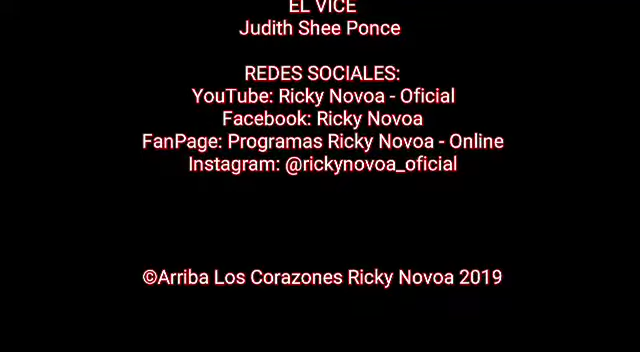 EL VICE
Judith Shee Ponce
REDES SOCIALES:
YouTube: Ricky Novoa - Oficial
Facebook: Ricky Novoa
FanPage: Programas Ricky Novoa - Online
Instagram: @rickynovoa_oficial
©Arriba Los Corazones Ricky Novoa 2019